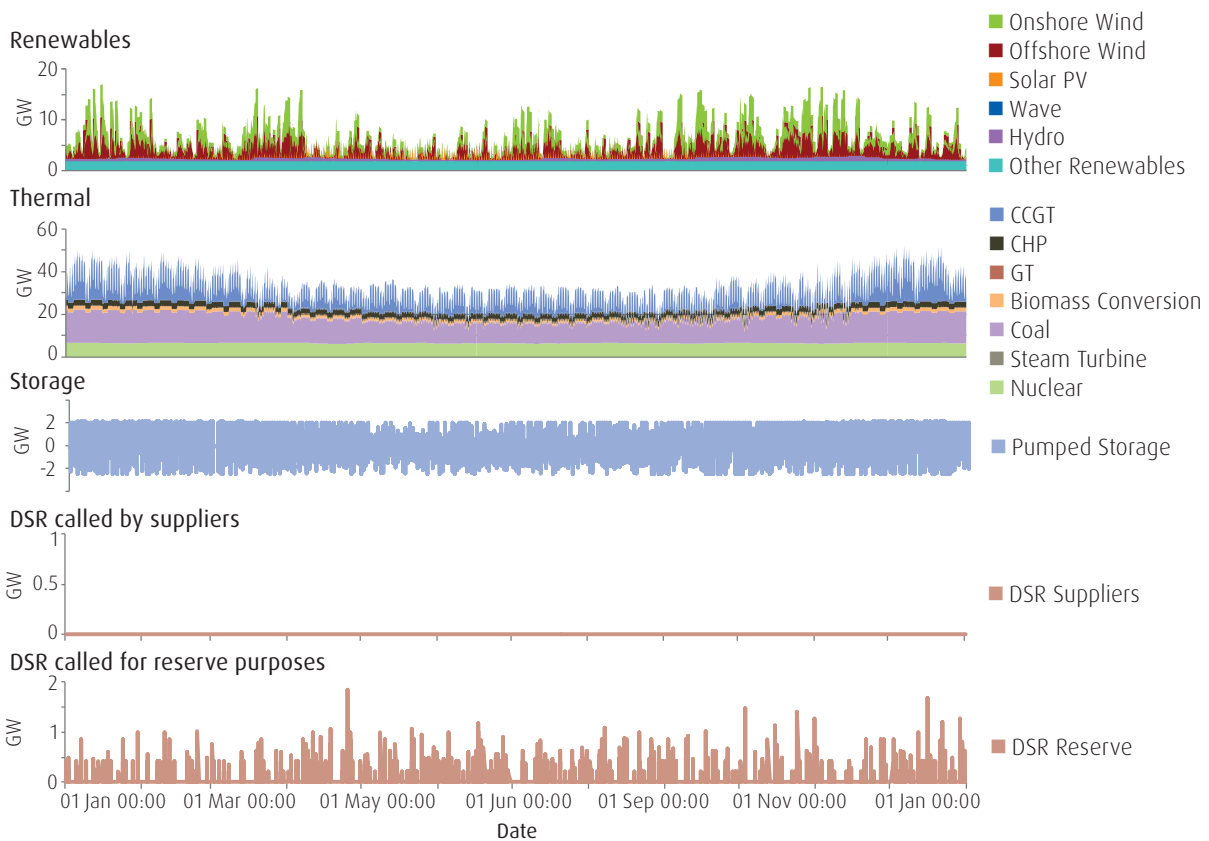 Renewables
20
10
0
GW
Onshore Wind
Offshore Wind
Solar PV
Wave
Hydro
Other Renewables
Thermal
60
40
20
0
GW
CCGT
CHP
GT
Biomass Conversion
Coal
Steam Turbine
Nuclear
Storage
2
0
-2
GW
Pumped Storage
DSR called by suppliers
1
0.5
0
GW
DSR Suppliers
DSR called for reserve purposes
2
1
0
GW
DSR Reserve
01 Jan 00:00 01 Mar 00:00 01 May 00:00 01 Jun 00:00 01 Sep 00:00 01 Nov 00:00 01 Jan 00:00
Date